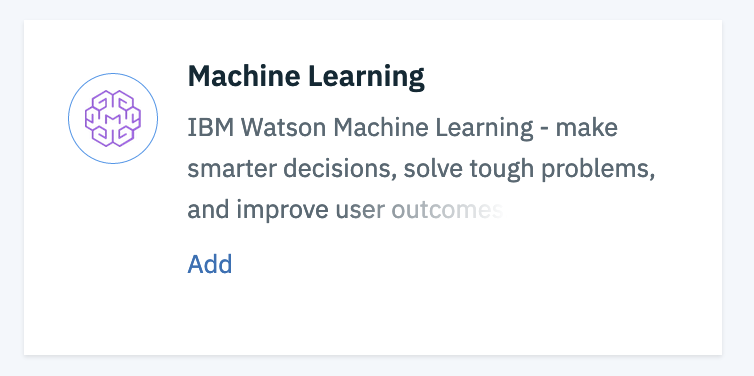 Machine Learning
IBM Watson Machine Learning - make
smarter decisions, solve tough problems,
and improve user outcomes
Add